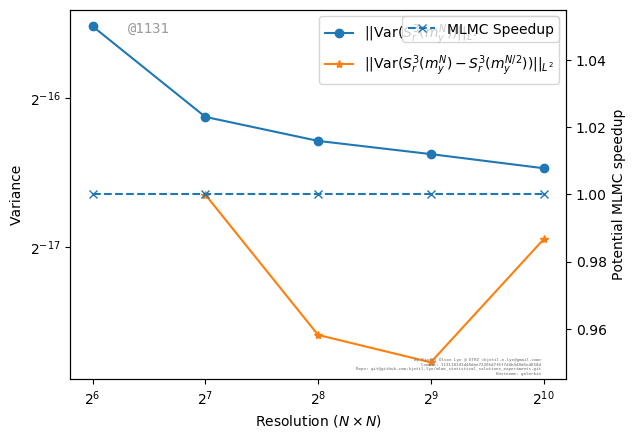 @1131
||Var(
MLMC Speedup
||Var(S_r^3(m_y^N) − S_r^3(m_y^{N/2}))||_{L^2}
2^{-16}
2^{-17}
Variance
1.04
1.02
1.00
0.98
0.96
Potential MLMC speedup
2^6
2^7
2^8
2^9
2^{10}
Resolution (N × N)